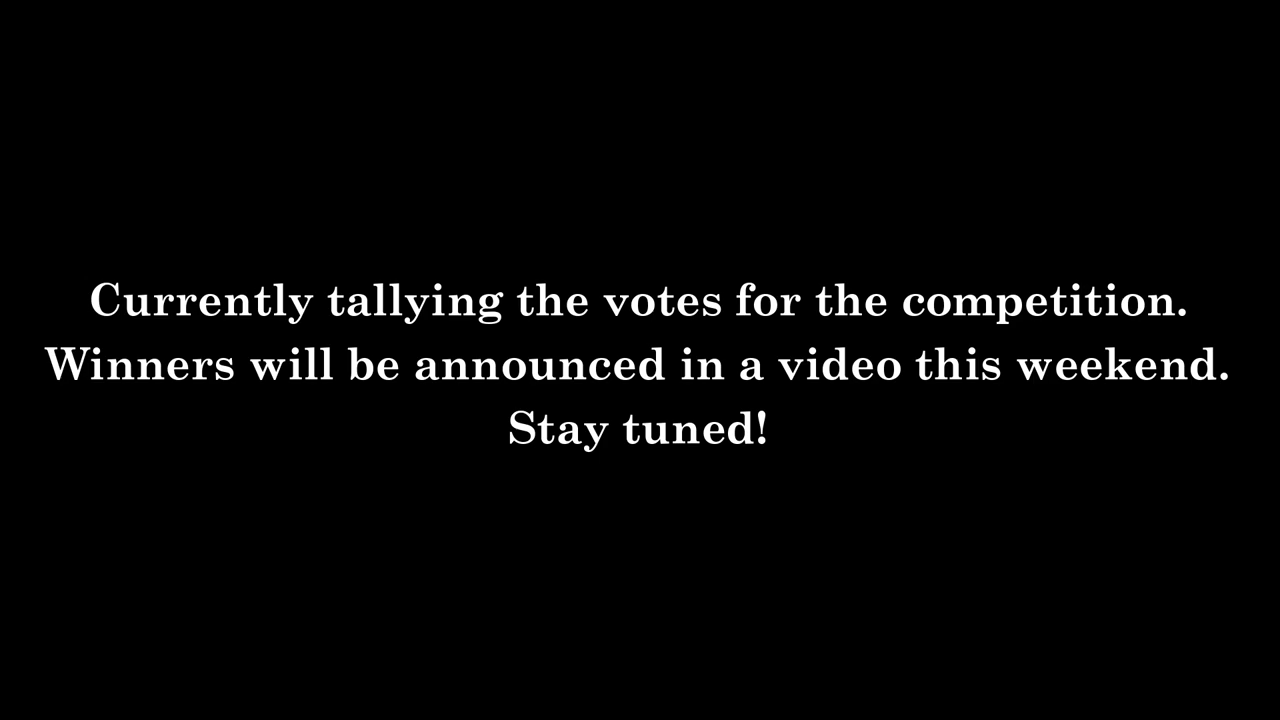 Currently tallying the votes for the competition.
Winners will be announced in a video this weekend.
Stay tuned!